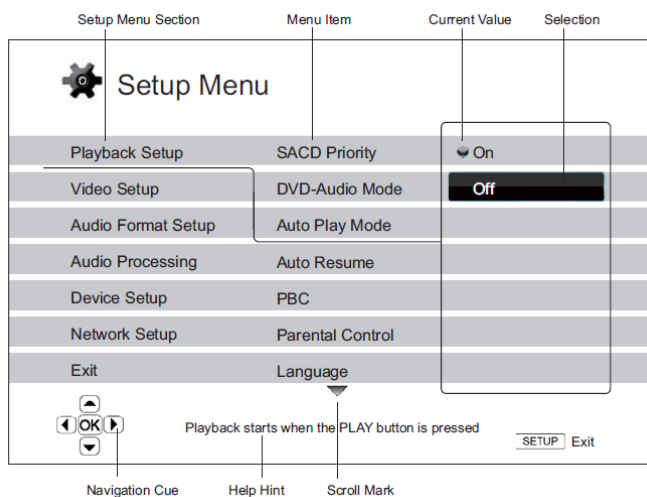 Setup Menu Section Menu Item Current Value Selection
Setup Menu
Playback Setup SACD Priority On
Video Setup DVD-Audio Mode Off
Audio Format Setup Auto Play Mode
Audio Processing Auto Resume
Device Setup PBC
Network Setup Parental Control
Exit Language
OK Playback starts when the PLAY button is pressed SETUP Exit
Navigation Cue Help Hint Scroll Mark